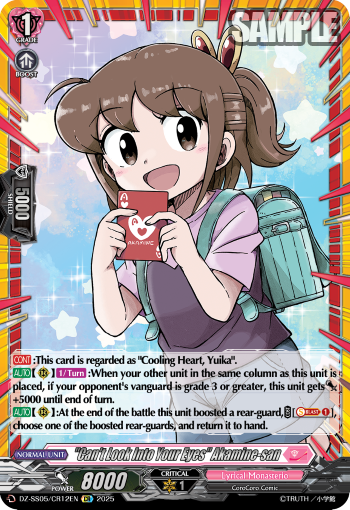 SAMPLE
1
GRADE
BOOST
5000
SHIELD
A
AKAMINE
CONT:This card is regarded as "Cooling Heart, Yuika".
AUTO【R】1/Turn:When your other unit in the same column as this unit is
placed, if your opponent's vanguard is grade 3 or greater, this unit gets
+5000 until end of turn.
AUTO【R】:At the end of the battle this unit boosted a rear-guard, [SOUL BLAST 1],
choose one of the boosted rear-guards, and return it to hand.
NORMAL UNIT
"Can't Look Into Your Eyes" Akamine-san
POWER 8000
CRITICAL
1
Lyrical Monasterio
CoroCoro Comic
D DZ-SS05/CR12EN CR 2025
©TRUTH ／小学館